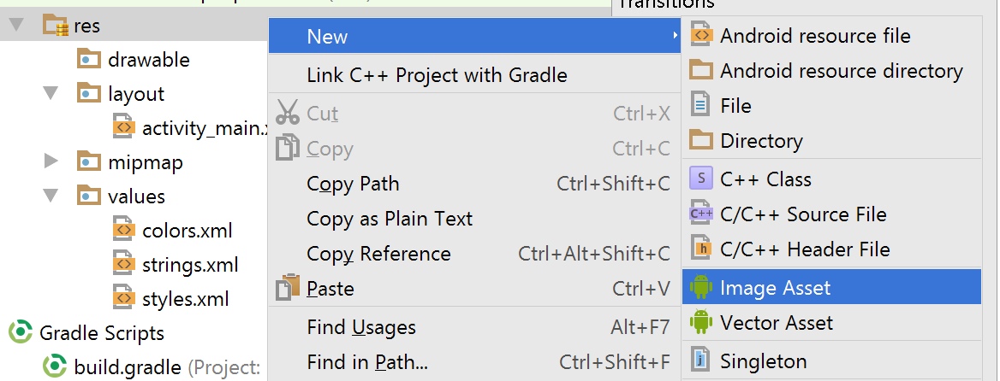 Transitions
res
drawable
layout
activity_main.x
mipmap
values
colors.xml
strings.xml
styles.xml
Gradle Scripts
build.gradle (Project:
New
Link C++ Project with Gradle
Cut Ctrl+X
Copy Ctrl+C
Copy Path Ctrl+Shift+C
Copy as Plain Text
Copy Reference Ctrl+Alt+Shift+C
Paste Ctrl+V
Find Usages Alt+F7
Find in Path... Ctrl+Shift+F
Android resource file
Android resource directory
File
Directory
S C++ Class
C++ C/C++ Source File
h C/C++ Header File
Image Asset
Vector Asset
j Singleton